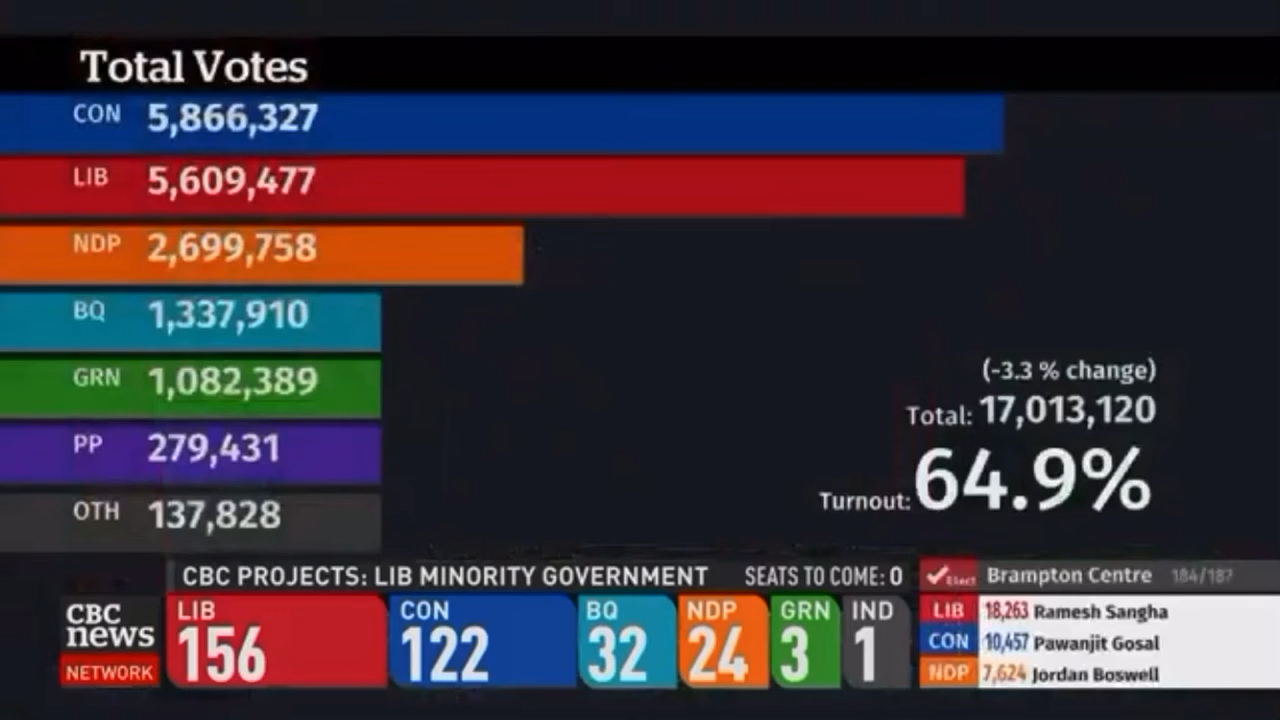 Total Votes
CON 5,866,327
LIB 5,609,477
NDP 2,699,758
BQ 1,337,910
GRN 1,082,389
PP 279,431
OTH 137,828
(-3.3 % change)
Total: 17,013,120
Turnout: 64.9%
CBC PROJECTS: LIB MINORITY GOVERNMENT SEATS TO COME: 0
CBC
news
NETWORK
LIB 156
CON 122
BQ 32
NDP 24
GRN 3
IND 1
Elect Brampton Centre 184/187
LIB 18,263 Ramesh Sangha
CON 10,457 Pawanjit Gosal
NDP 7,624 Jordan Boswell